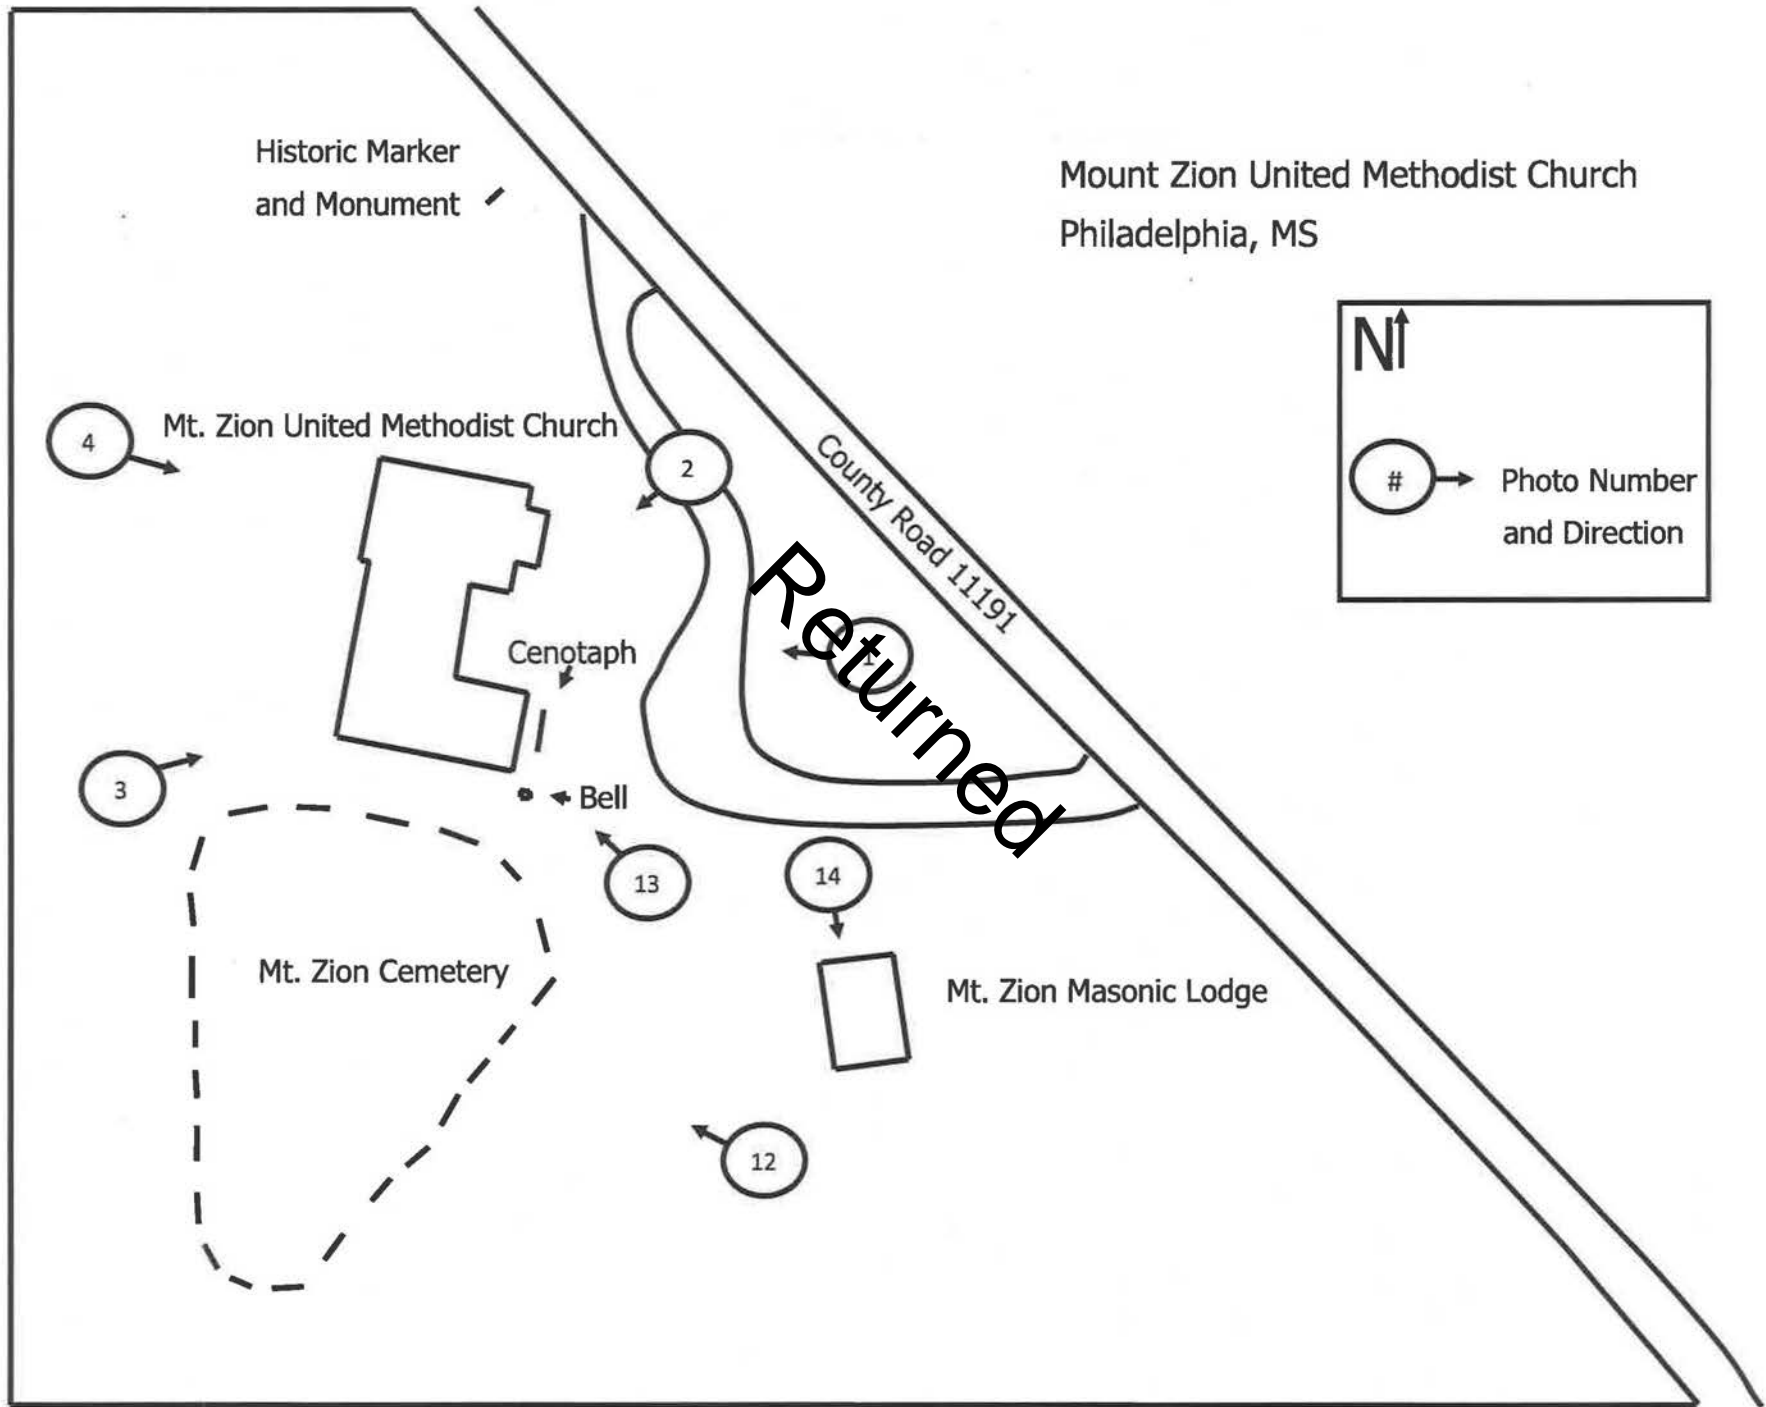 Historic Marker
and Monument
Mount Zion United Methodist Church
Philadelphia, MS
N
#
Photo Number
and Direction
4
Mt. Zion United Methodist Church
2
County Road 11191
Returned
1
Cenotaph
3
Bell
13
14
Mt. Zion Cemetery
Mt. Zion Masonic Lodge
12